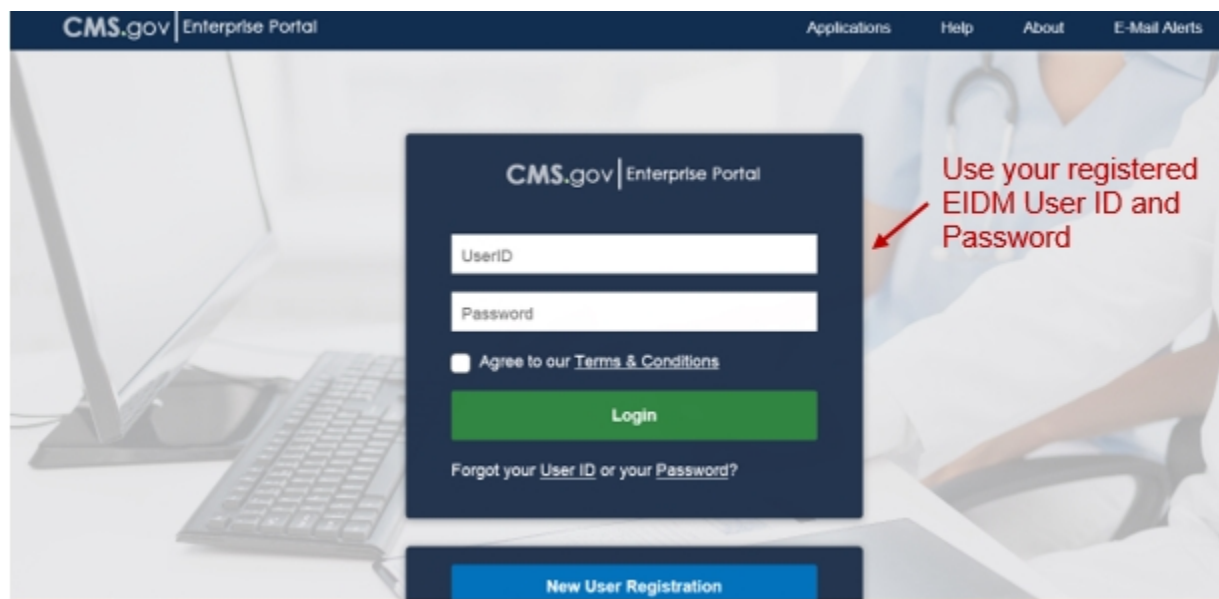 CMS.gov Enterprise Portal
Applications Help About E-Mail Alerts
CMS.gov Enterprise Portal
Use your registered
EIDM User ID and
Password
UserID
Password
Agree to our Terms & Conditions
Login
Forgot your User ID or your Password?
New User Registration